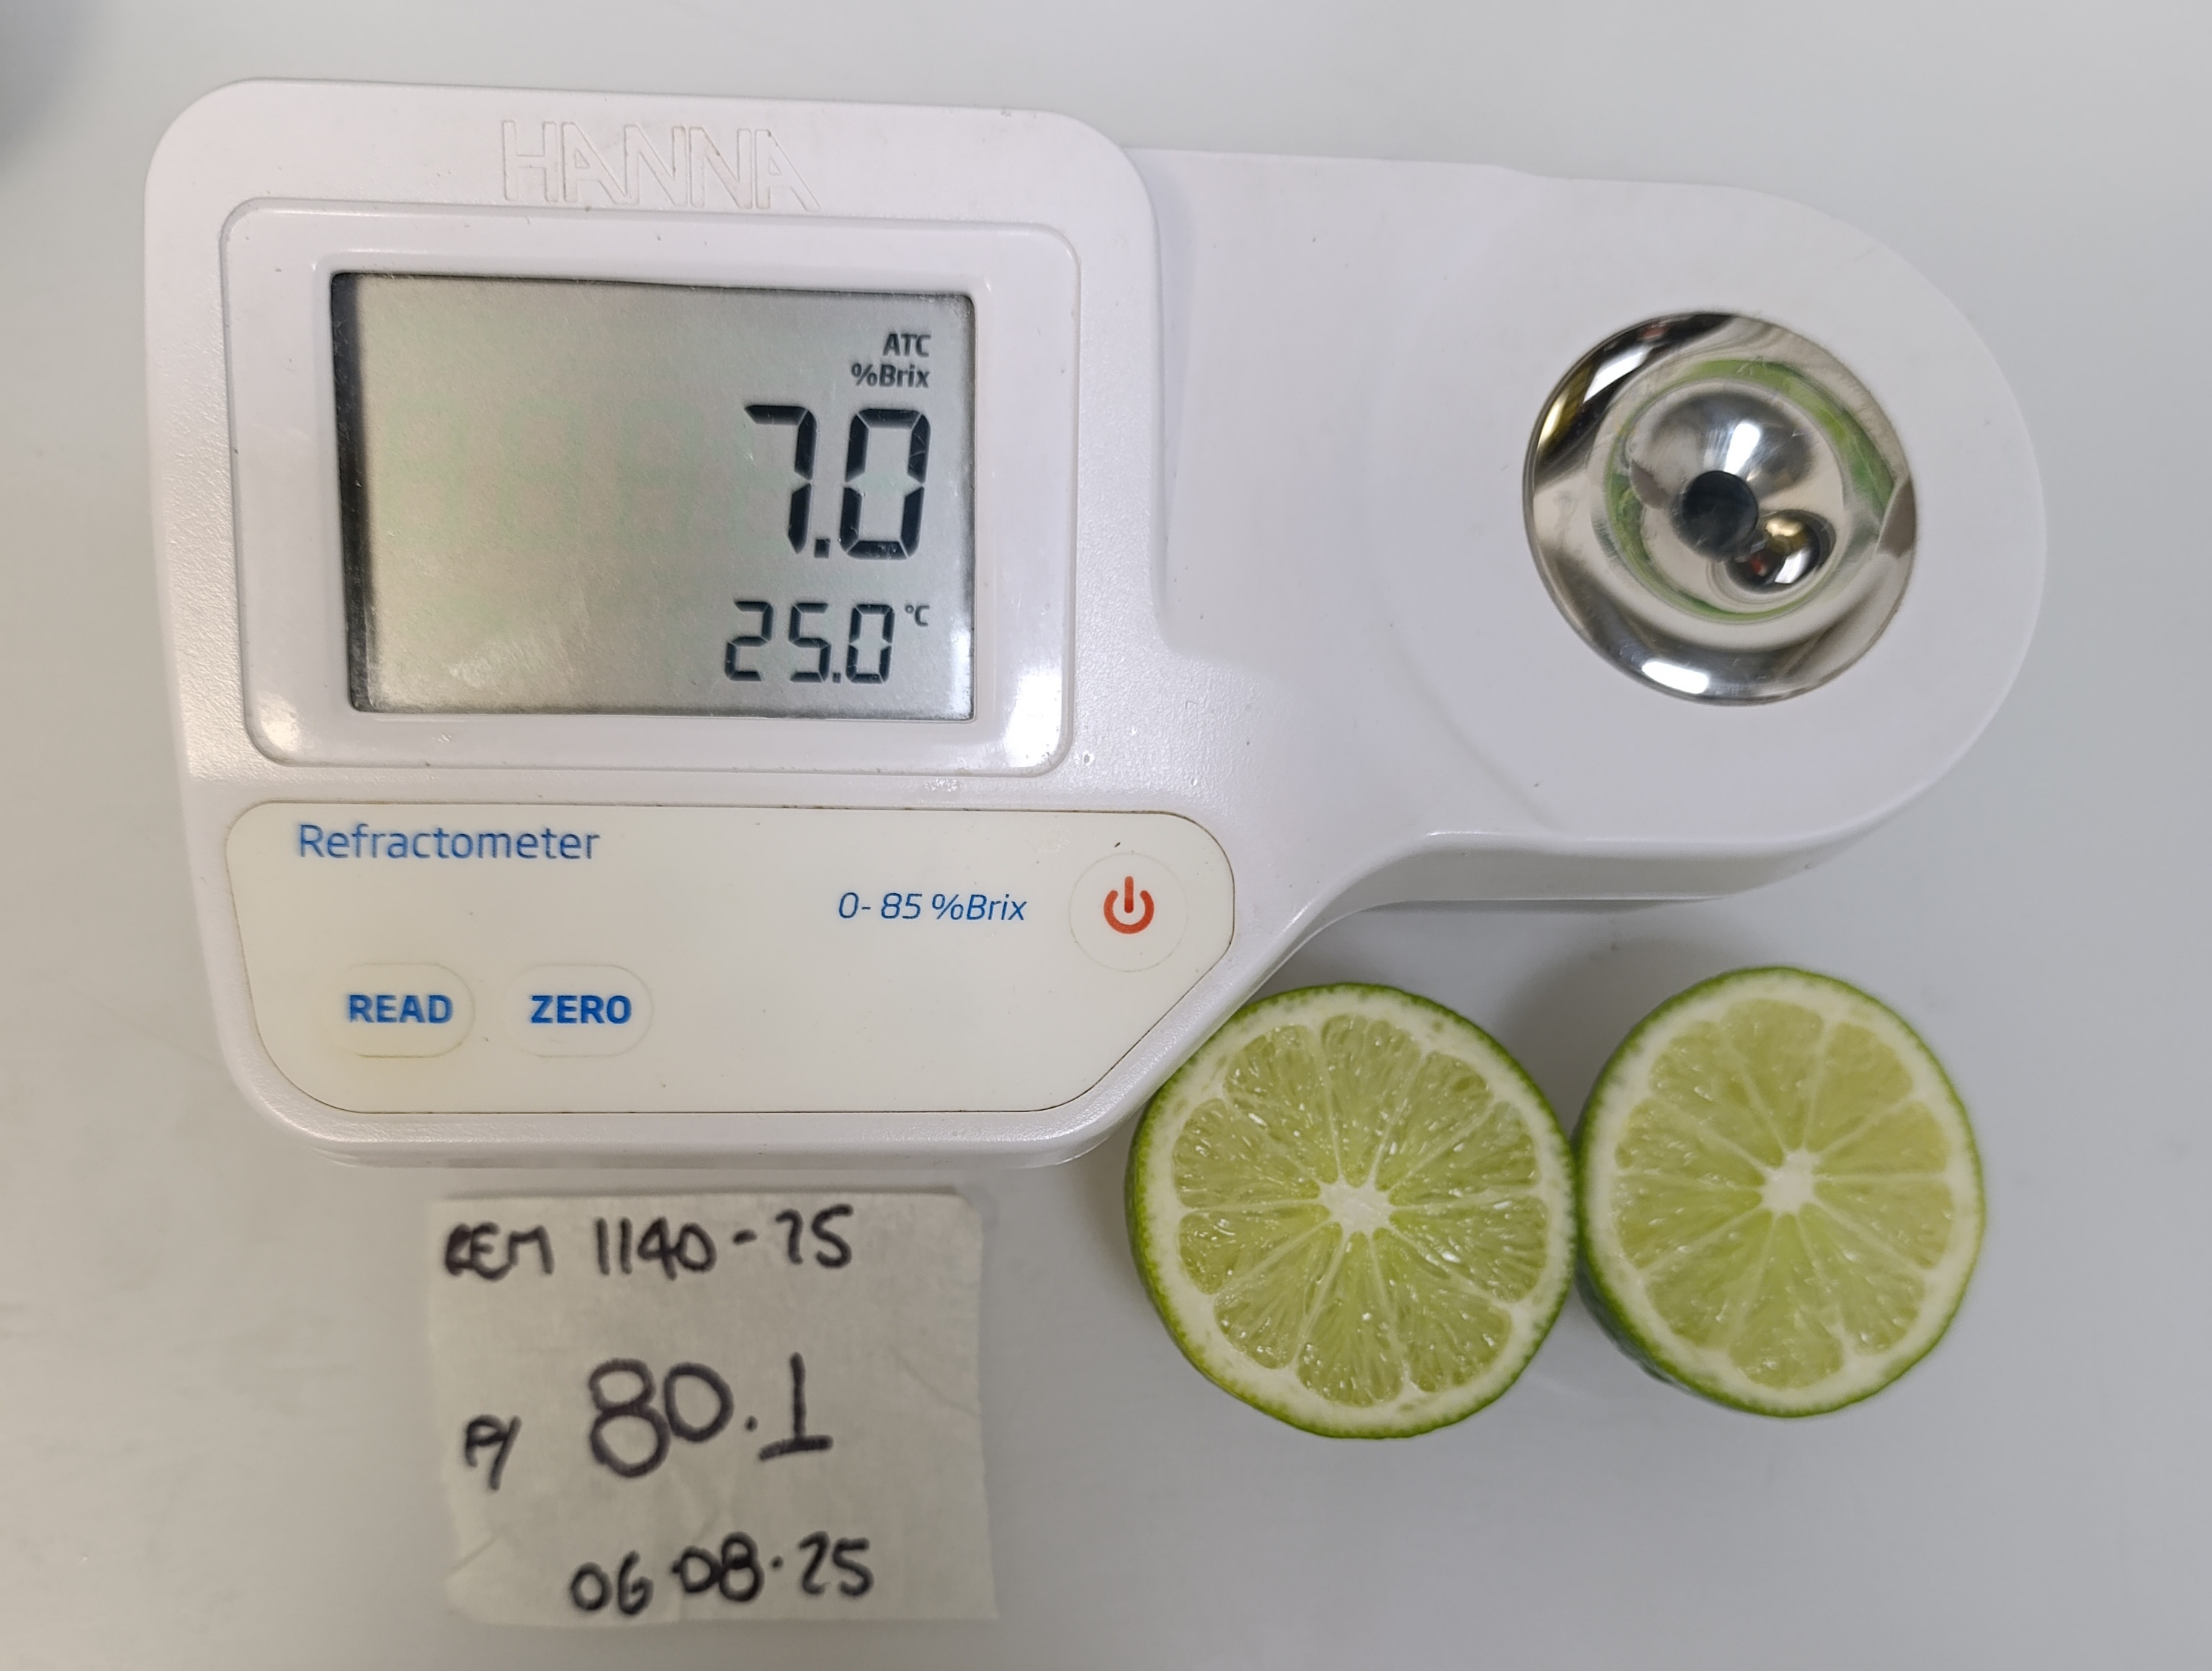 HANNA
ATC
%Brix
7.0
25.0 °C
Refractometer
0-85 %Brix
READ
ZERO
REM 1140-25
P/ 80.1
06.08.25